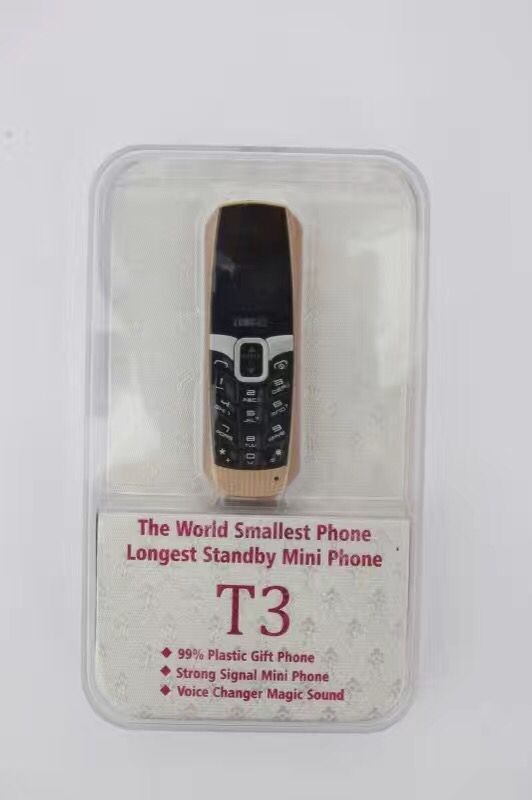 The World Smallest Phone
Longest Standby Mini Phone
T3
99% Plastic Gift Phone
Strong Signal Mini Phone
Voice Changer Magic Sound